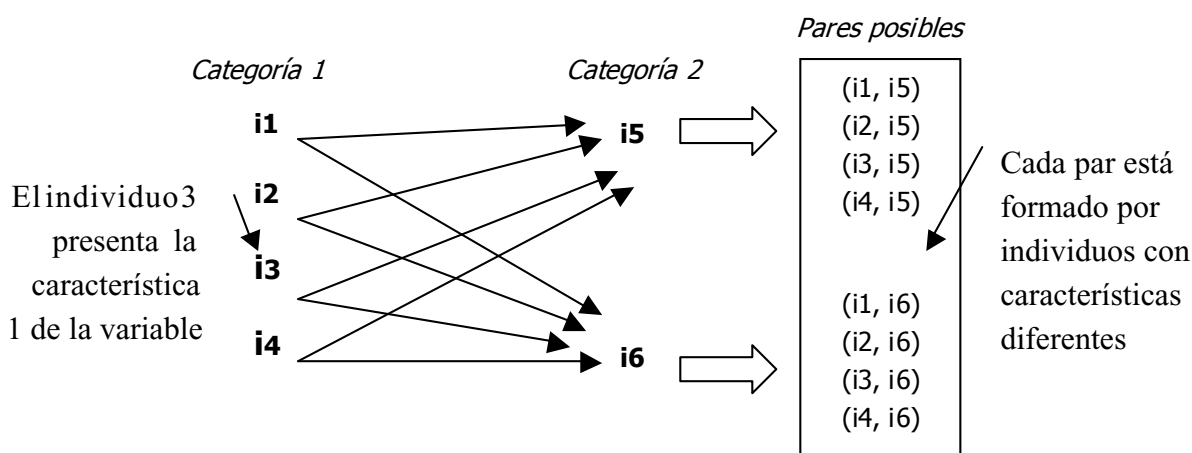 Pares posibles
Categoría 1
Categoría 2
i1
i2
i3
i4
El individuo 3
presenta la
característica
1 de la variable
i5
i6
(i1, i5)
(i2, i5)
(i3, i5)
(i4, i5)
(i1, i6)
(i2, i6)
(i3, i6)
(i4, i6)
Cada par está
formado por
individuos con
características
diferentes